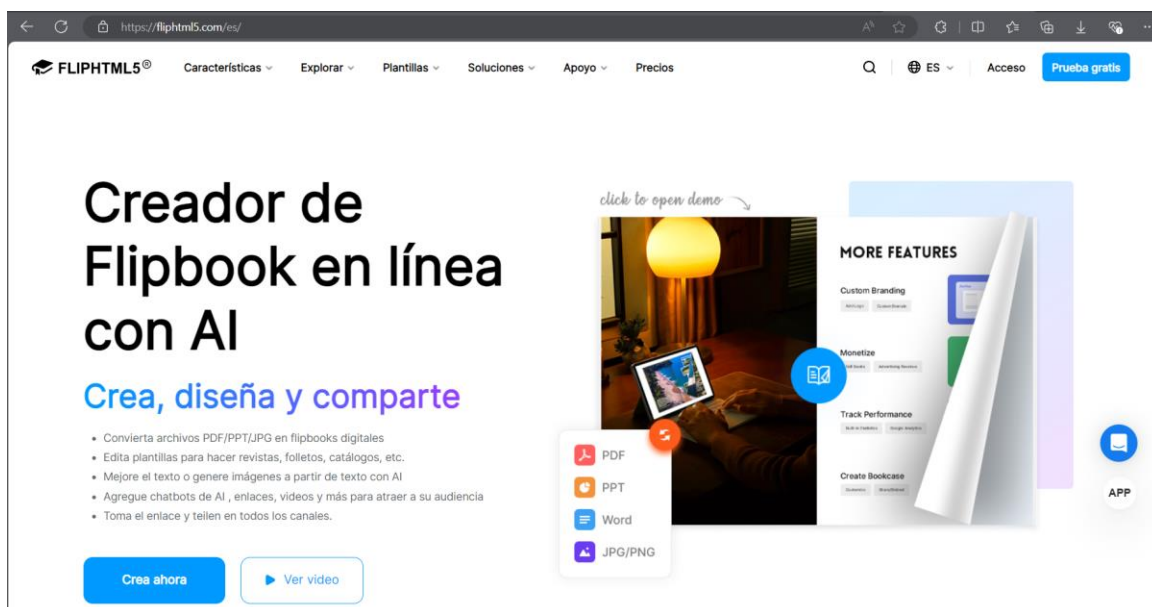 https://fliphtml5.com/es/
FLIPHTML5®
Características
Explorar
Plantillas
Soluciones
Apoyo
Precios
ES
Acceso
Prueba gratis
Creador de
Flipbook en línea
con AI
Crea, diseña y comparte
• Convierta archivos PDF/PPT/JPG en flipbooks digitales
• Edita plantillas para hacer revistas, folletos, catálogos, etc.
• Mejore el texto o genere imágenes a partir de texto con AI
• Agregue chatbots de AI , enlaces, videos y más para atraer a su audiencia
• Toma el enlace y teilen en todos los canales.
Crea ahora
Ver video
click to open demo
MORE FEATURES
Custom Branding
Monetize
Track Performance
Create Bookcase
PDF
PPT
Word
JPG/PNG
APP